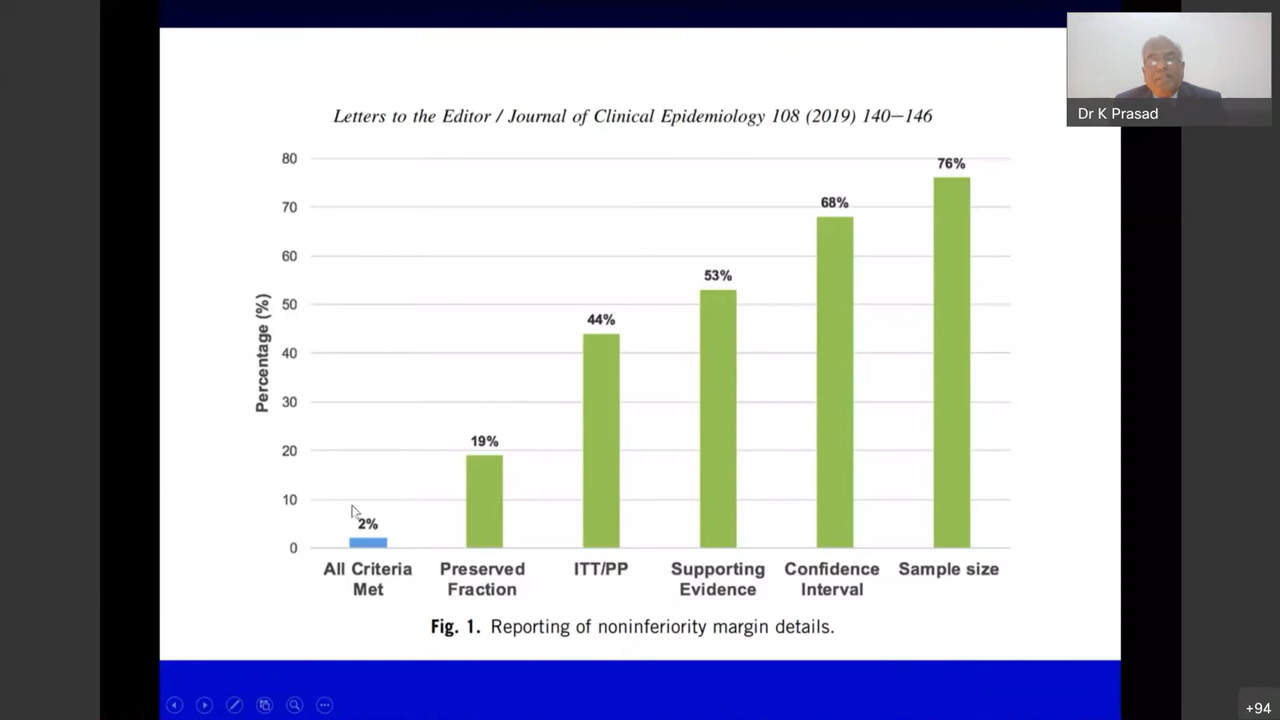 Dr K Prasad
Letters to the Editor / Journal of Clinical Epidemiology 108 (2019) 140–146
80
70
60
50
40
30
20
10
0
Percentage (%)
2%
19%
44%
53%
68%
76%
All Criteria Met
Preserved Fraction
ITT/PP
Supporting Evidence
Confidence Interval
Sample size
Fig. 1. Reporting of noninferiority margin details.
+94